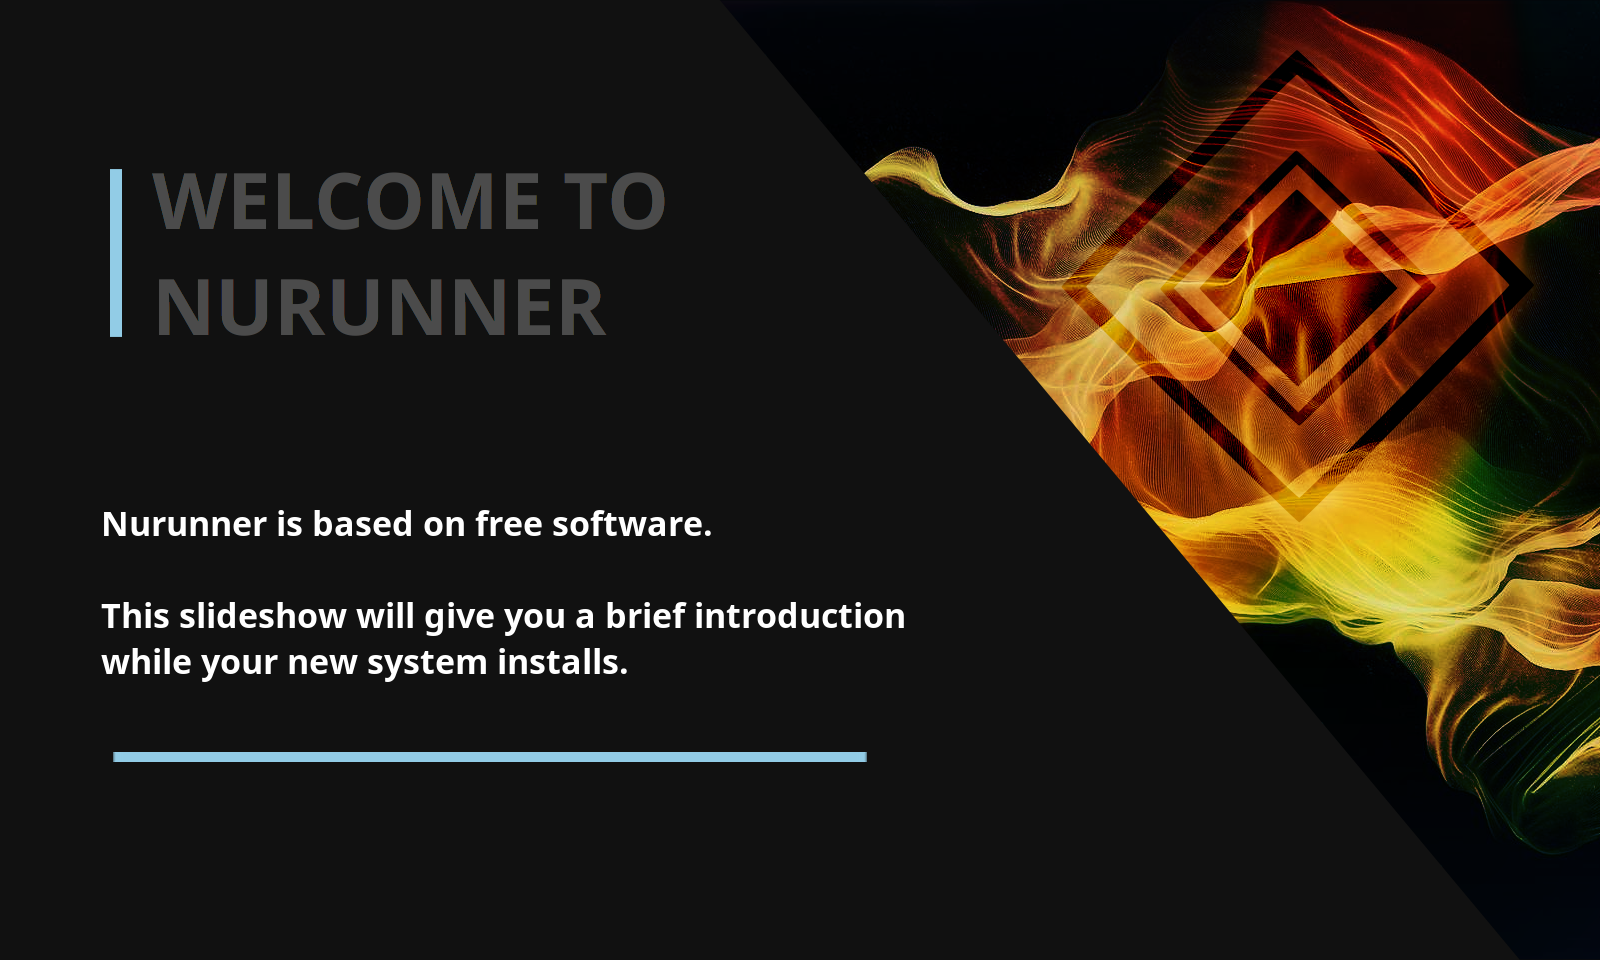 WELCOME TO
NURUNNER
Nurunner is based on free software.
This slideshow will give you a brief introduction
while your new system installs.